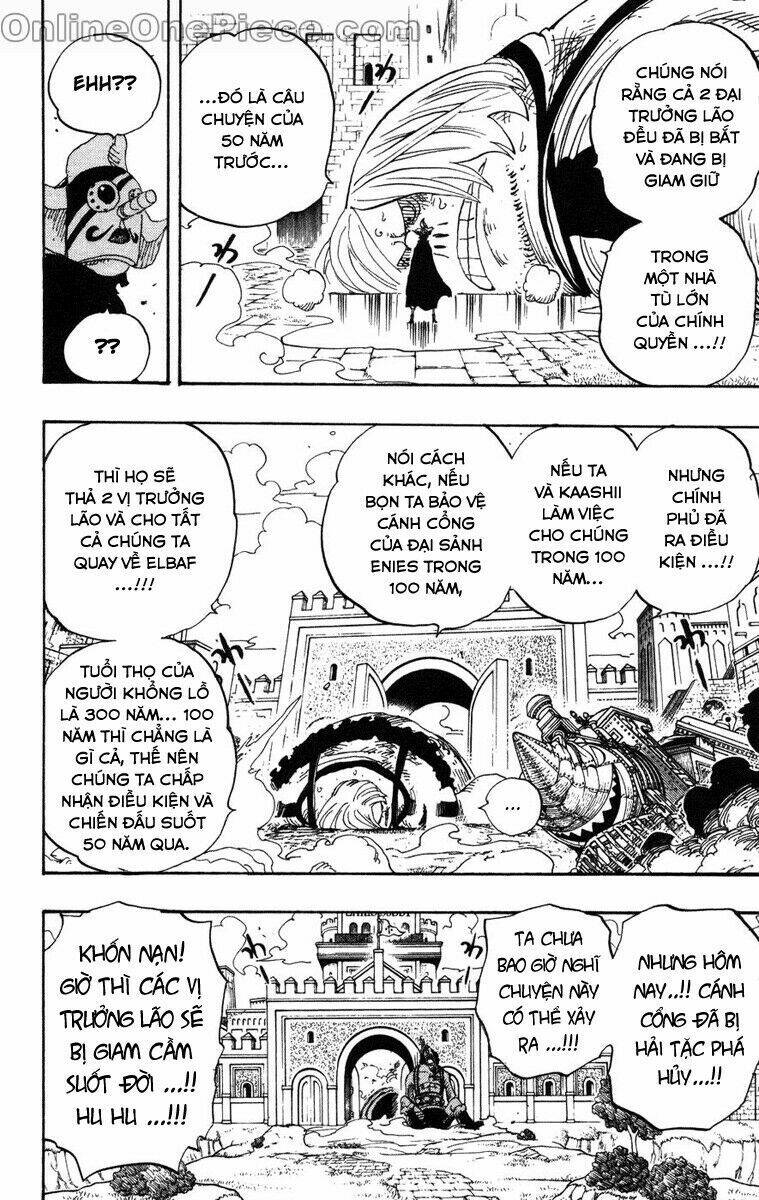 OnlineOnePiece.com
CHÚNG NÓI
RẰNG CẢ 2 ĐẠI
TRƯỞNG LÃO
ĐỀU ĐÃ BỊ BẮT
VÀ ĐANG BỊ
GIAM GIỮ
TRONG
MỘT NHÀ
TÙ LỚN
CỦA CHÍNH
QUYỀN ...!!
...ĐÓ LÀ CÂU
CHUYỆN CỦA
50 NĂM
TRƯỚC...
EHH??
??
NHƯNG
CHÍNH
PHỦ ĐÃ
RA ĐIỀU
KIỆN ...!!
NẾU TA
VÀ KAASHII
LÀM VIỆC
CHO CHÚNG
TRONG 100
NĂM...
NÓI CÁCH
KHÁC, NẾU
BỌN TA BẢO VỆ
CÁNH CỔNG
CỦA ĐẠI SẢNH
ENIES TRONG
100 NĂM,
THÌ HỌ SẼ
THẢ 2 VỊ TRƯỞNG
LÃO VÀ CHO TẤT
CẢ CHÚNG TA
QUAY VỀ ELBAF
...!!!
TUỔI THỌ CỦA
NGƯỜI KHỔNG LỒ
LÀ 300 NĂM... 100
NĂM THÌ CHẲNG LÀ
GÌ CẢ, THẾ NÊN
CHÚNG TA CHẤP
NHẬN ĐIỀU KIỆN VÀ
CHIẾN ĐẤU SUỐT
50 NĂM QUA.
...
NHƯNG HÔM
NAY...!! CÁNH
CỔNG ĐÃ BỊ
HẢI TẶC PHÁ
HỦY...!!
TA CHƯA
BAO GIỜ NGHĨ
CHUYỆN NÀY
CÓ THỂ XẢY
RA ...!!!
KHỐN NẠN!
GIỜ THÌ CÁC VỊ
TRƯỞNG LÃO SẼ
BỊ GIAM CẦM
SUỐT ĐỜI ...!!
HU HU ...!!!